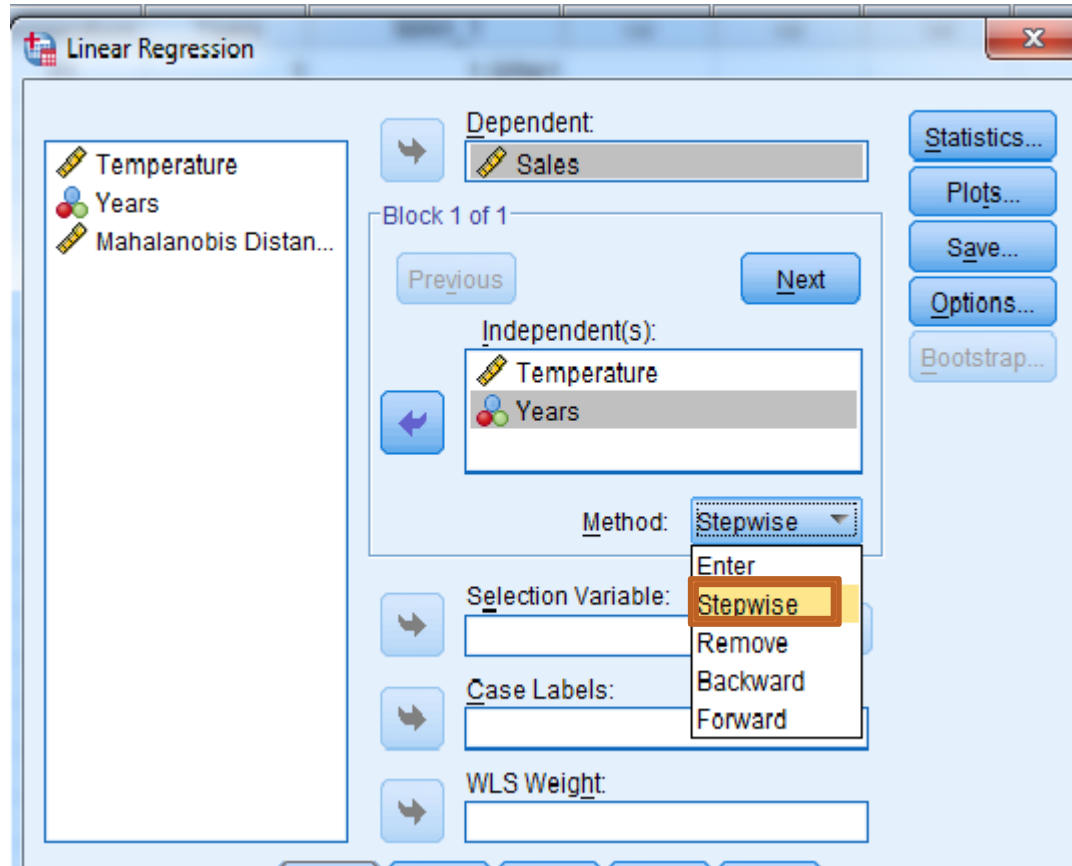 Linear Regression
Temperature
Years
Mahalanobis Distan...
Dependent:
Sales
Block 1 of 1
Previous
Next
Independent(s):
Temperature
Years
Method:
Stepwise
Enter
Stepwise
Remove
Backward
Forward
Selection Variable:
Case Labels:
WLS Weight:
Statistics...
Plots...
Save...
Options...
Bootstrap...